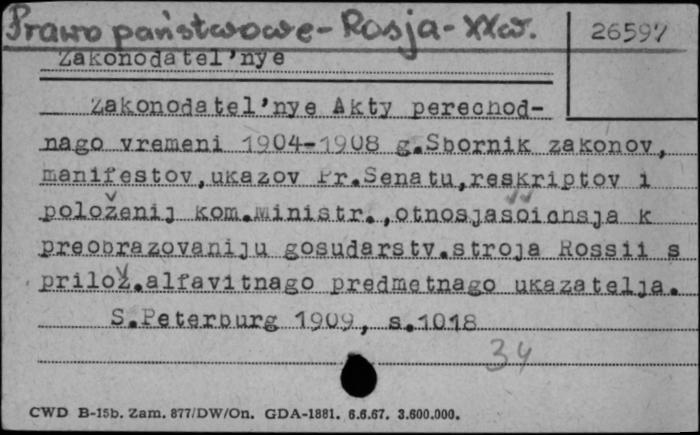 Prawo państwowe - Rosja - XX w.
26597
Zakonodatel'nye
Zakonodatel'nye Akty perechod-
nago vremeni 1904-1908 g.Sbornik zakonov,
manifestov,ukazov Pr.Senatu,reskriptov i
položenij kom.ministr.,otnosjasoichsja k
preobrazovaniju gosudarstv.stroja Rossii s
prilož.alfavitnago predmetnago ukazatelja.
S.Peterburg 1909, s.1018
34
CWD B-15b. Zam. 877/DW/On. GDA-1881. 6.6.67. 3.600.000.